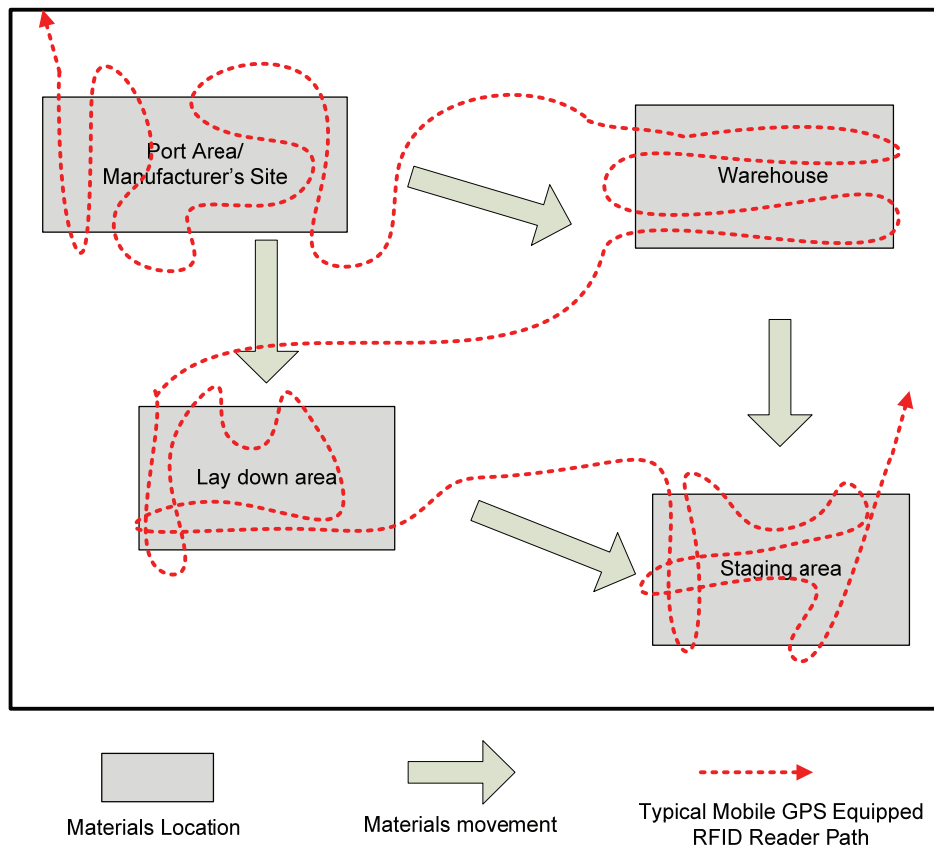 Port Area/
Manufacturer's Site
Warehouse
Lay down area
Staging area
Materials Location
Materials movement
Typical Mobile GPS Equipped
RFID Reader Path